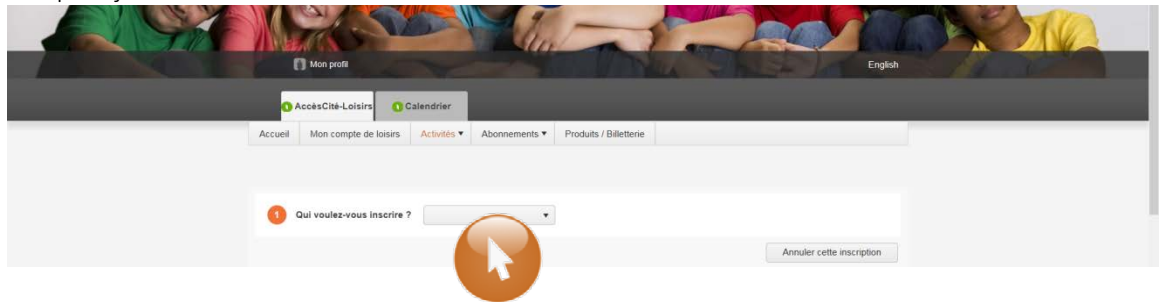 Mon profil English
AccèsCité-Loisirs Calendrier
Accueil Mon compte de loisirs Activités ▼ Abonnements ▼ Produits / Billetterie
1 Qui voulez-vous inscrire ?
Annuler cette inscription